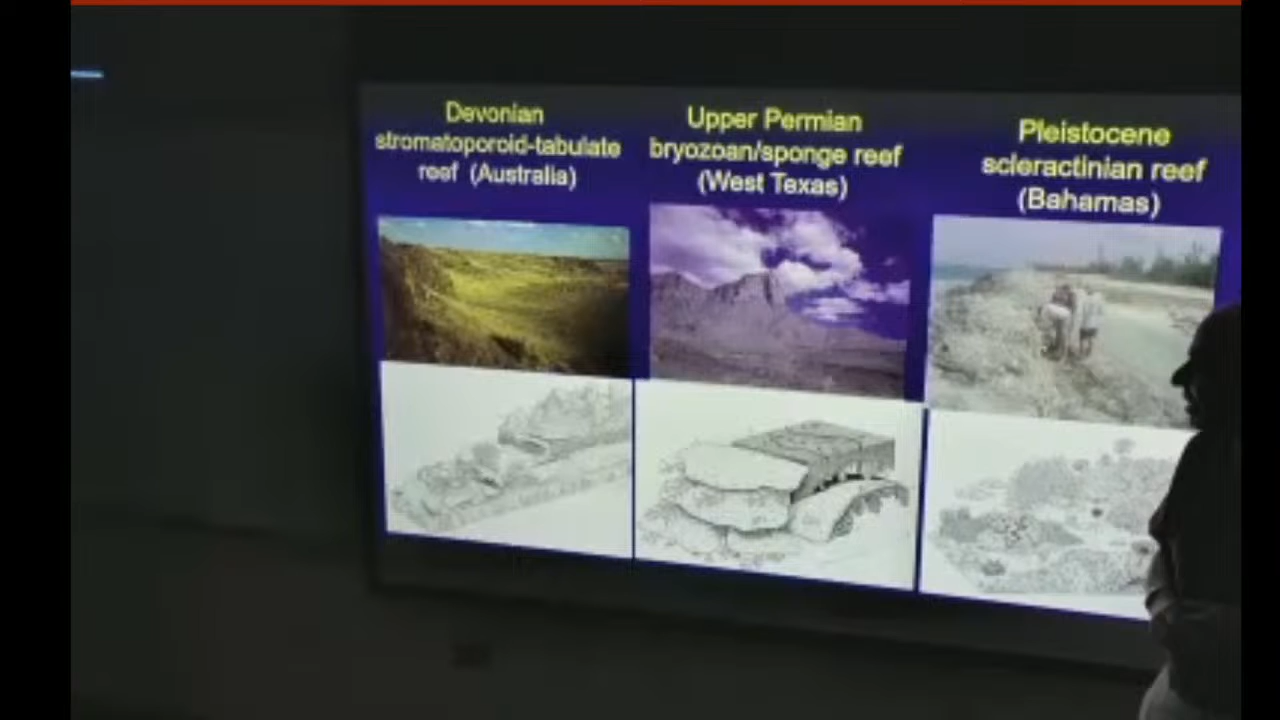 Devonian
stromatoporoid-tabulate
reef (Australia)
Upper Permian
bryozoan/sponge reef
(West Texas)
Pleistocene
scleractinian reef
(Bahamas)